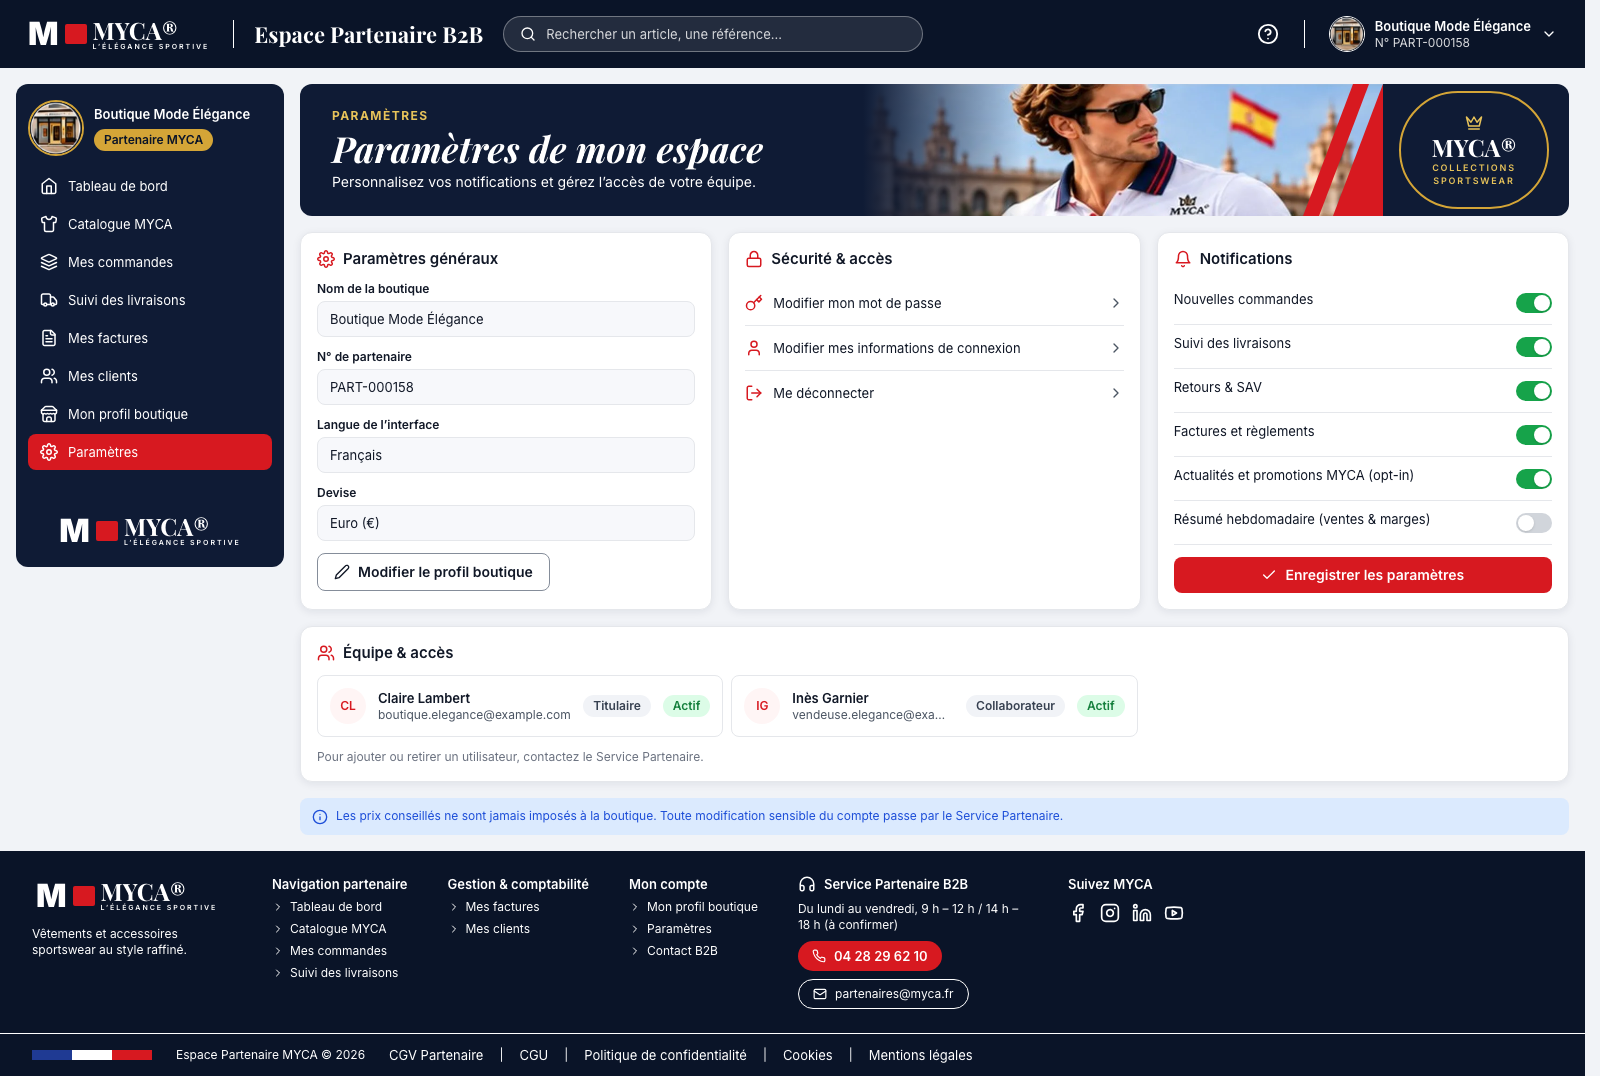 M MYCA®
L'ÉLÉGANCE SPORTIVE
Espace Partenaire B2B
Rechercher un article, une référence...
Boutique Mode Élégance
N° PART-000158
Boutique Mode Élégance
Partenaire MYCA
Tableau de bord
Catalogue MYCA
Mes commandes
Suivi des livraisons
Mes factures
Mes clients
Mon profil boutique
Paramètres
M MYCA®
L'ÉLÉGANCE SPORTIVE
PARAMÈTRES
Paramètres de mon espace
Personnalisez vos notifications et gérez l’accès de votre équipe.
MYCA®
MYCA®
COLLECTIONS
SPORTSWEAR
Paramètres généraux
Nom de la boutique
Boutique Mode Élégance
N° de partenaire
PART-000158
Langue de l’interface
Français
Devise
Euro (€)
Modifier le profil boutique
Sécurité & accès
Modifier mon mot de passe
Modifier mes informations de connexion
Me déconnecter
Notifications
Nouvelles commandes
Suivi des livraisons
Retours & SAV
Factures et règlements
Actualités et promotions MYCA (opt-in)
Résumé hebdomadaire (ventes & marges)
Enregistrer les paramètres
Équipe & accès
CL
Claire Lambert
boutique.elegance@example.com
Titulaire
Actif
IG
Inès Garnier
vendeuse.elegance@exa...
Collaborateur
Actif
Pour ajouter ou retirer un utilisateur, contactez le Service Partenaire.
Les prix conseillés ne sont jamais imposés à la boutique. Toute modification sensible du compte passe par le Service Partenaire.
M MYCA®
L'ÉLÉGANCE SPORTIVE
Vêtements et accessoires
sportswear au style raffiné.
Navigation partenaire
Tableau de bord
Catalogue MYCA
Mes commandes
Suivi des livraisons
Gestion & comptabilité
Mes factures
Mes clients
Mon compte
Mon profil boutique
Paramètres
Contact B2B
Service Partenaire B2B
Du lundi au vendredi, 9 h – 12 h / 14 h –
18 h (à confirmer)
04 28 29 62 10
partenaires@myca.fr
Suivez MYCA
Espace Partenaire MYCA © 2026
CGV Partenaire | CGU | Politique de confidentialité | Cookies | Mentions légales